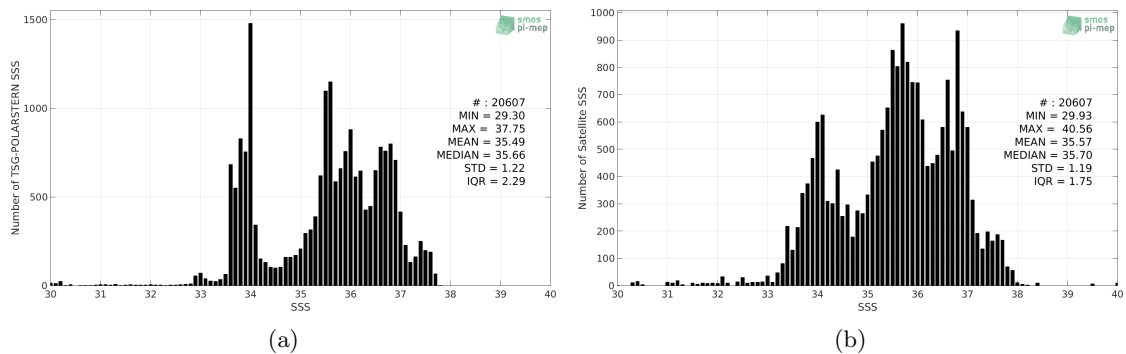 smos
pi-mep
Number of TSG-POLARSTERN SSS
1500
1000
500
0
# : 20607
MIN = 29.30
MAX = 37.75
MEAN = 35.49
MEDIAN = 35.66
STD = 1.22
IQR = 2.29
30 31 32 33 34 35 36 37 38 39 40
SSS
(a)
smos
pi-mep
Number of Satellite SSS
1000
900
800
700
600
500
400
300
200
100
0
# : 20607
MIN = 29.93
MAX = 40.56
MEAN = 35.57
MEDIAN = 35.70
STD = 1.19
IQR = 1.75
30 31 32 33 34 35 36 37 38 39 40
SSS
(b)